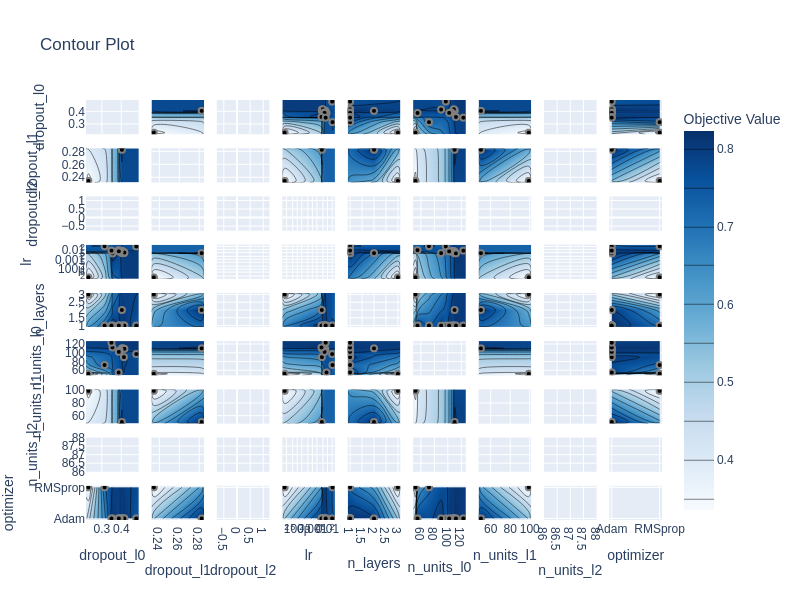 Contour Plot
Objective Value
dropout_l0
0.4
0.3
dropout_l1
0.28
0.26
0.24
dropout_l2
1
0.5
0
−0.5
lr
0.01
0.001
n_layers
3
2.5
2
1.5
1
n_units_l0
120
100
80
60
n_units_l1
100
80
60
n_units_l2
88
87.5
87
86.5
86
optimizer
RMSprop
Adam
0.8
0.7
0.6
0.5
0.4
0.3 0.4
0.24 0.26 0.28
−0.5 0 0.5 1
1 1.5 2 2.5 3
60 80 100 120
60 80 100
86 86.5 87 87.5 88
Adam RMSprop
dropout_l0
dropout_l1
dropout_l2
lr
n_layers
n_units_l0
n_units_l1
n_units_l2
optimizer